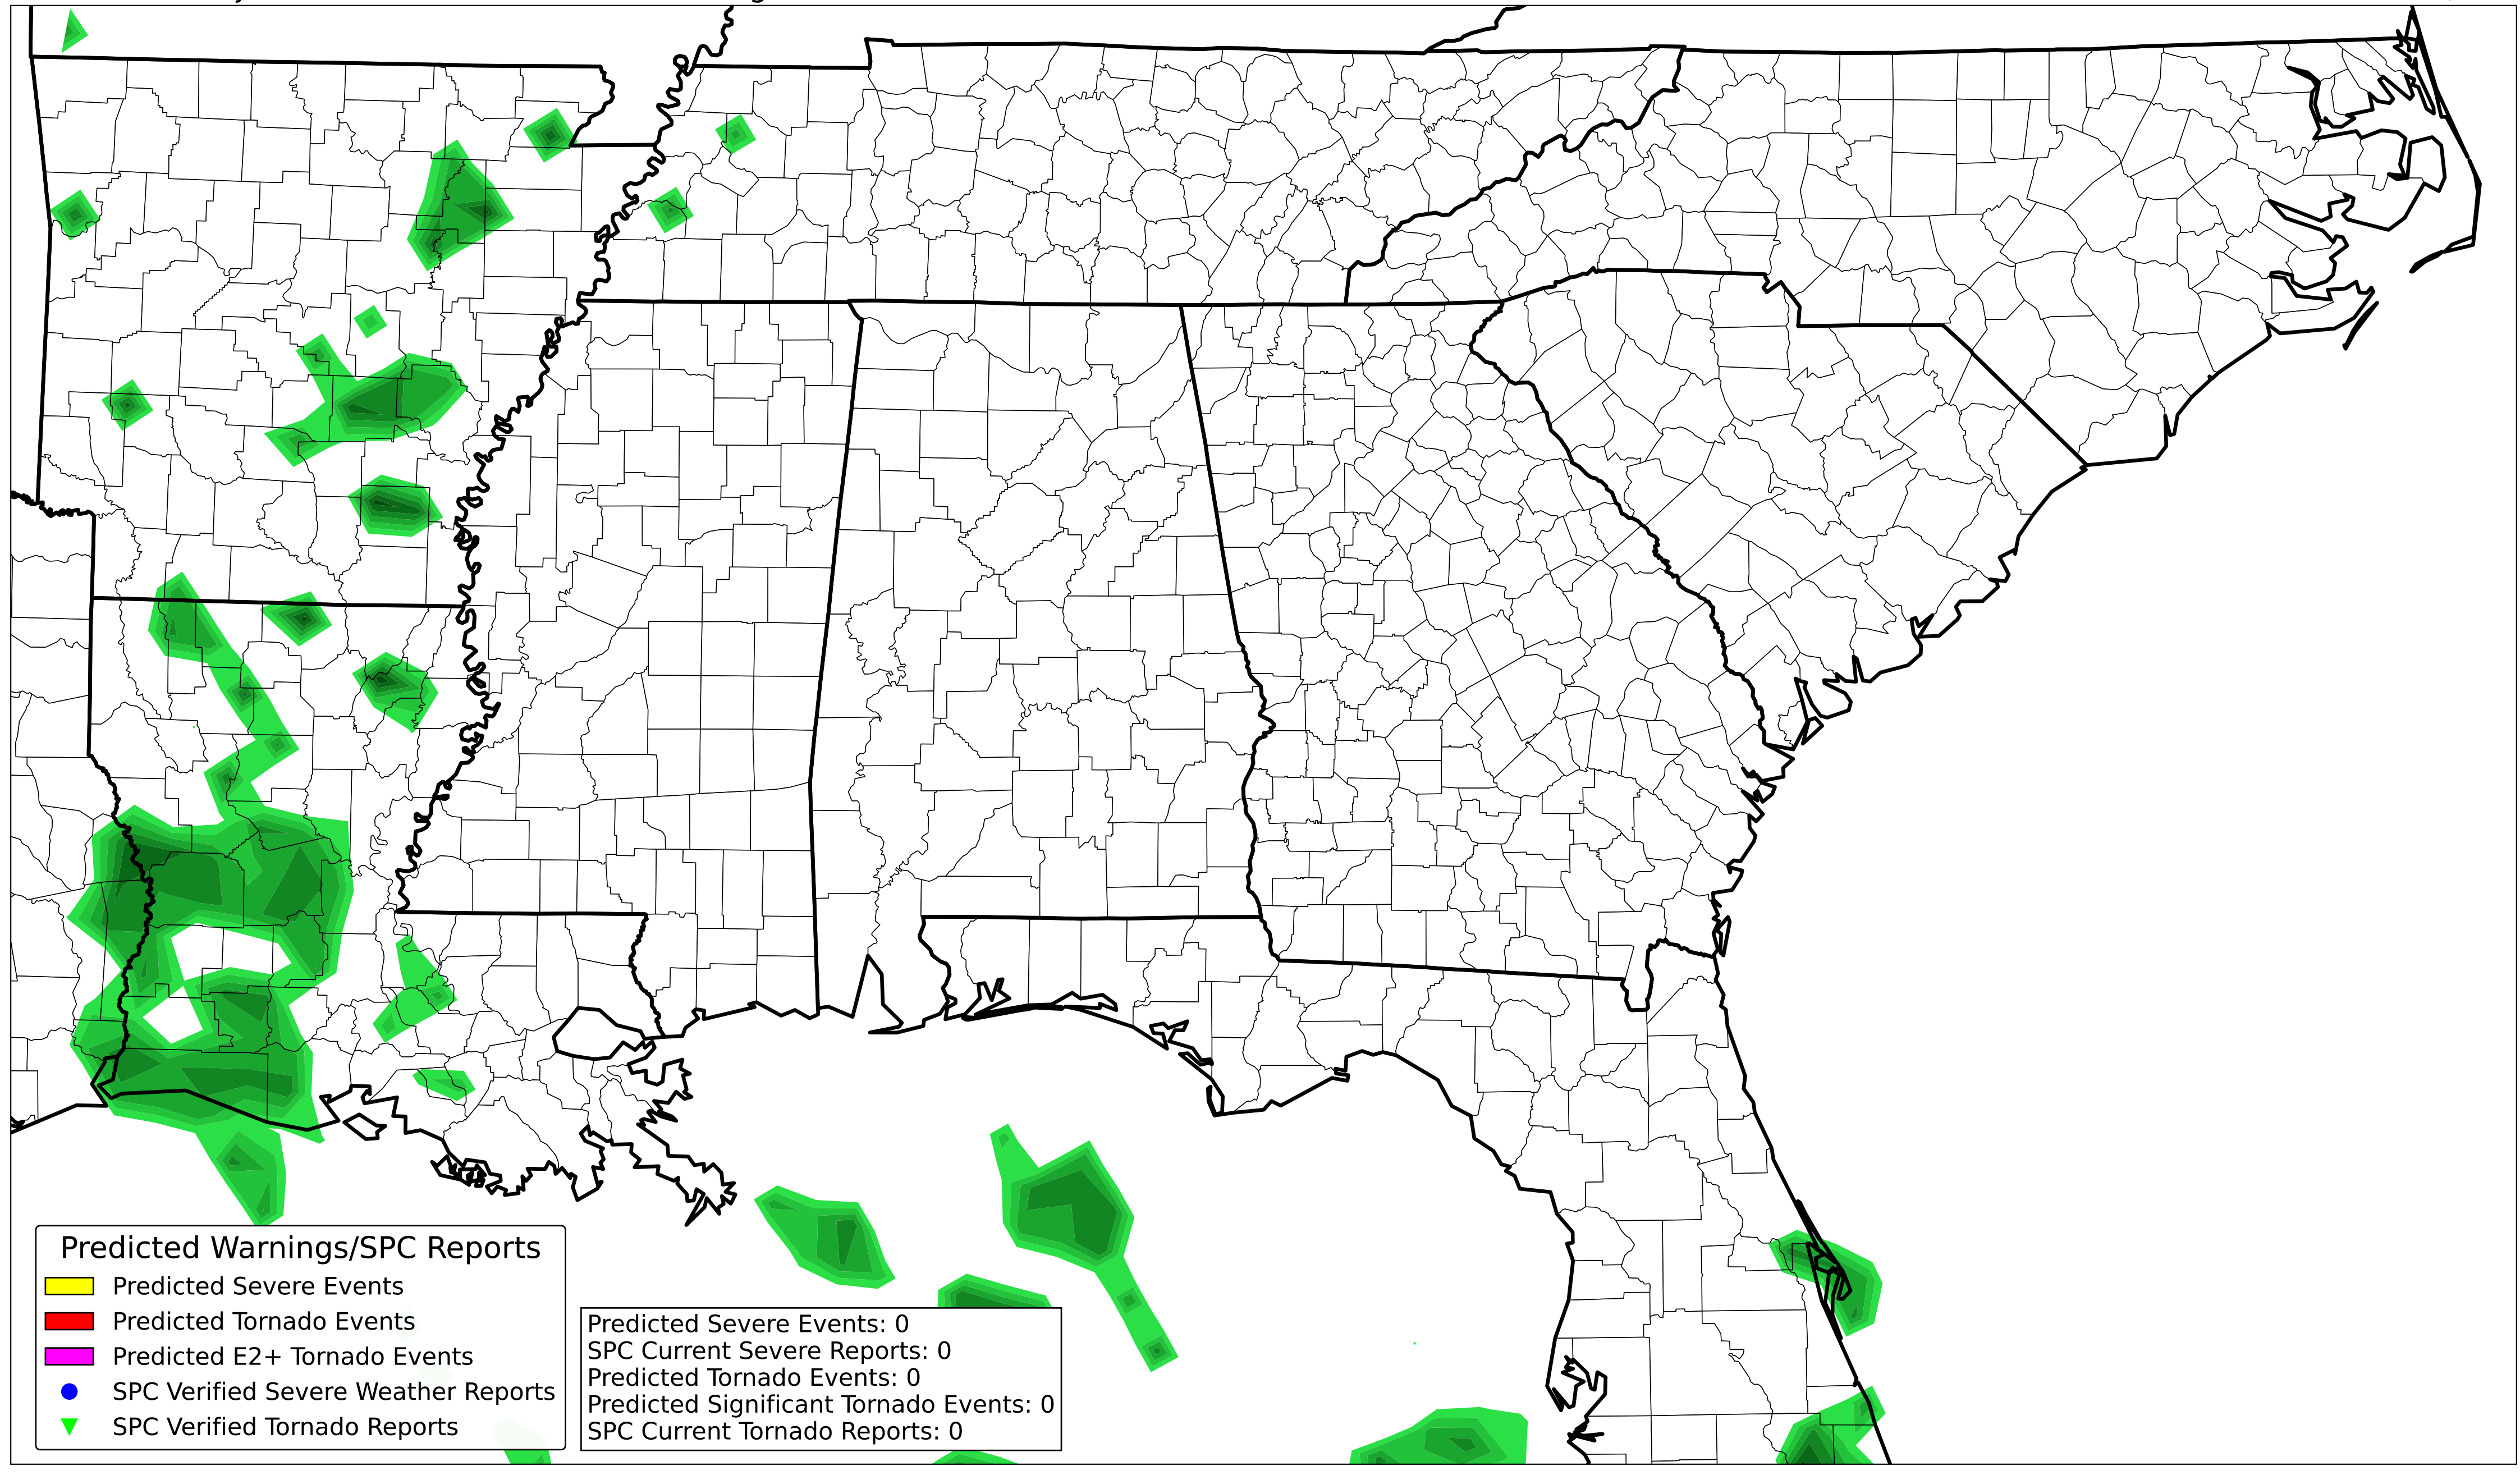 Predicted Warnings/SPC Reports
Predicted Severe Events
Predicted Tornado Events
Predicted E2+ Tornado Events
SPC Verified Severe Weather Reports
SPC Verified Tornado Reports
Predicted Severe Events: 0
SPC Current Severe Reports: 0
Predicted Tornado Events: 0
Predicted Significant Tornado Events: 0
SPC Current Tornado Reports: 0